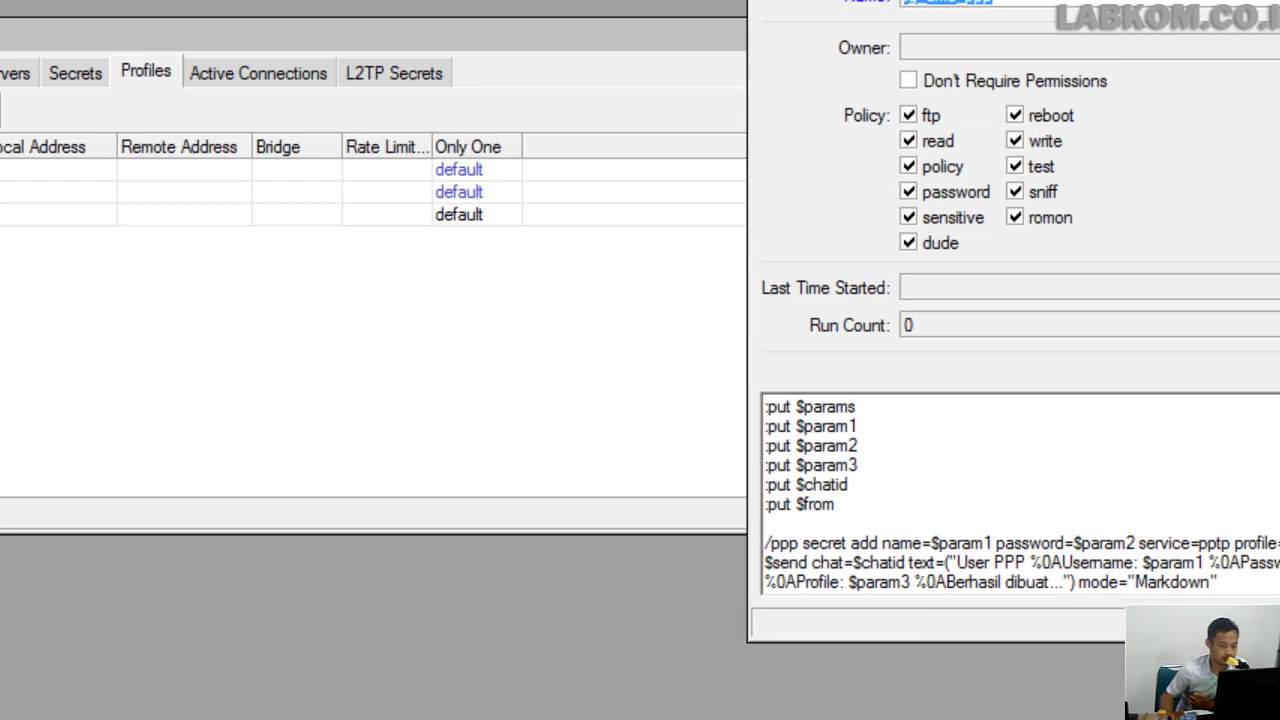 LABKOM.CO.I
Owner:
Don't Require Permissions
vers Secrets Profiles Active Connections L2TP Secrets
Policy: ftp reboot
read write
policy test
password sniff
sensitive romon
dude
ocal Address Remote Address Bridge Rate Limit... Only One
default
default
default
Last Time Started:
Run Count: 0
:put $params
:put $param1
:put $param2
:put $param3
:put $chatid
:put $from
/ppp secret add name=$param1 password=$param2 service=pptp profile=
$send chat=$chatid text=("User PPP %0AUsername: $param1 %0APassw
%0AProfile: $param3 %0ABerhasil dibuat...") mode="Markdown"